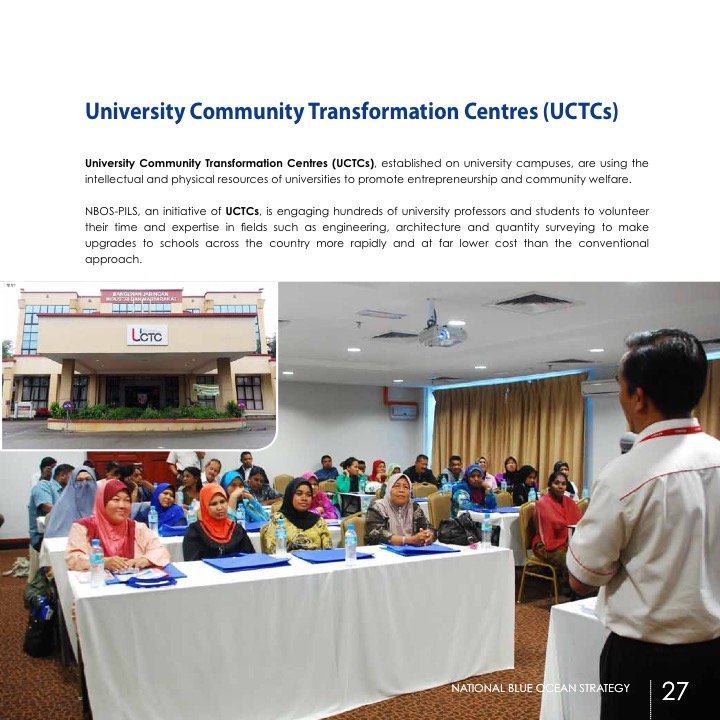 University Community Transformation Centres (UCTCs)
University Community Transformation Centres (UCTCs), established on university campuses, are using the
intellectual and physical resources of universities to promote entrepreneurship and community welfare.
NBOS-PILS, an initiative of UCTCs, is engaging hundreds of university professors and students to volunteer
their time and expertise in fields such as engineering, architecture and quantity surveying to make
upgrades to schools across the country more rapidly and at far lower cost than the conventional
approach.
BANGUNAN JARINGAN
INDUSTRI DAN MASYARAKAT
UCTC
NATIONAL BLUE OCEAN STRATEGY
27